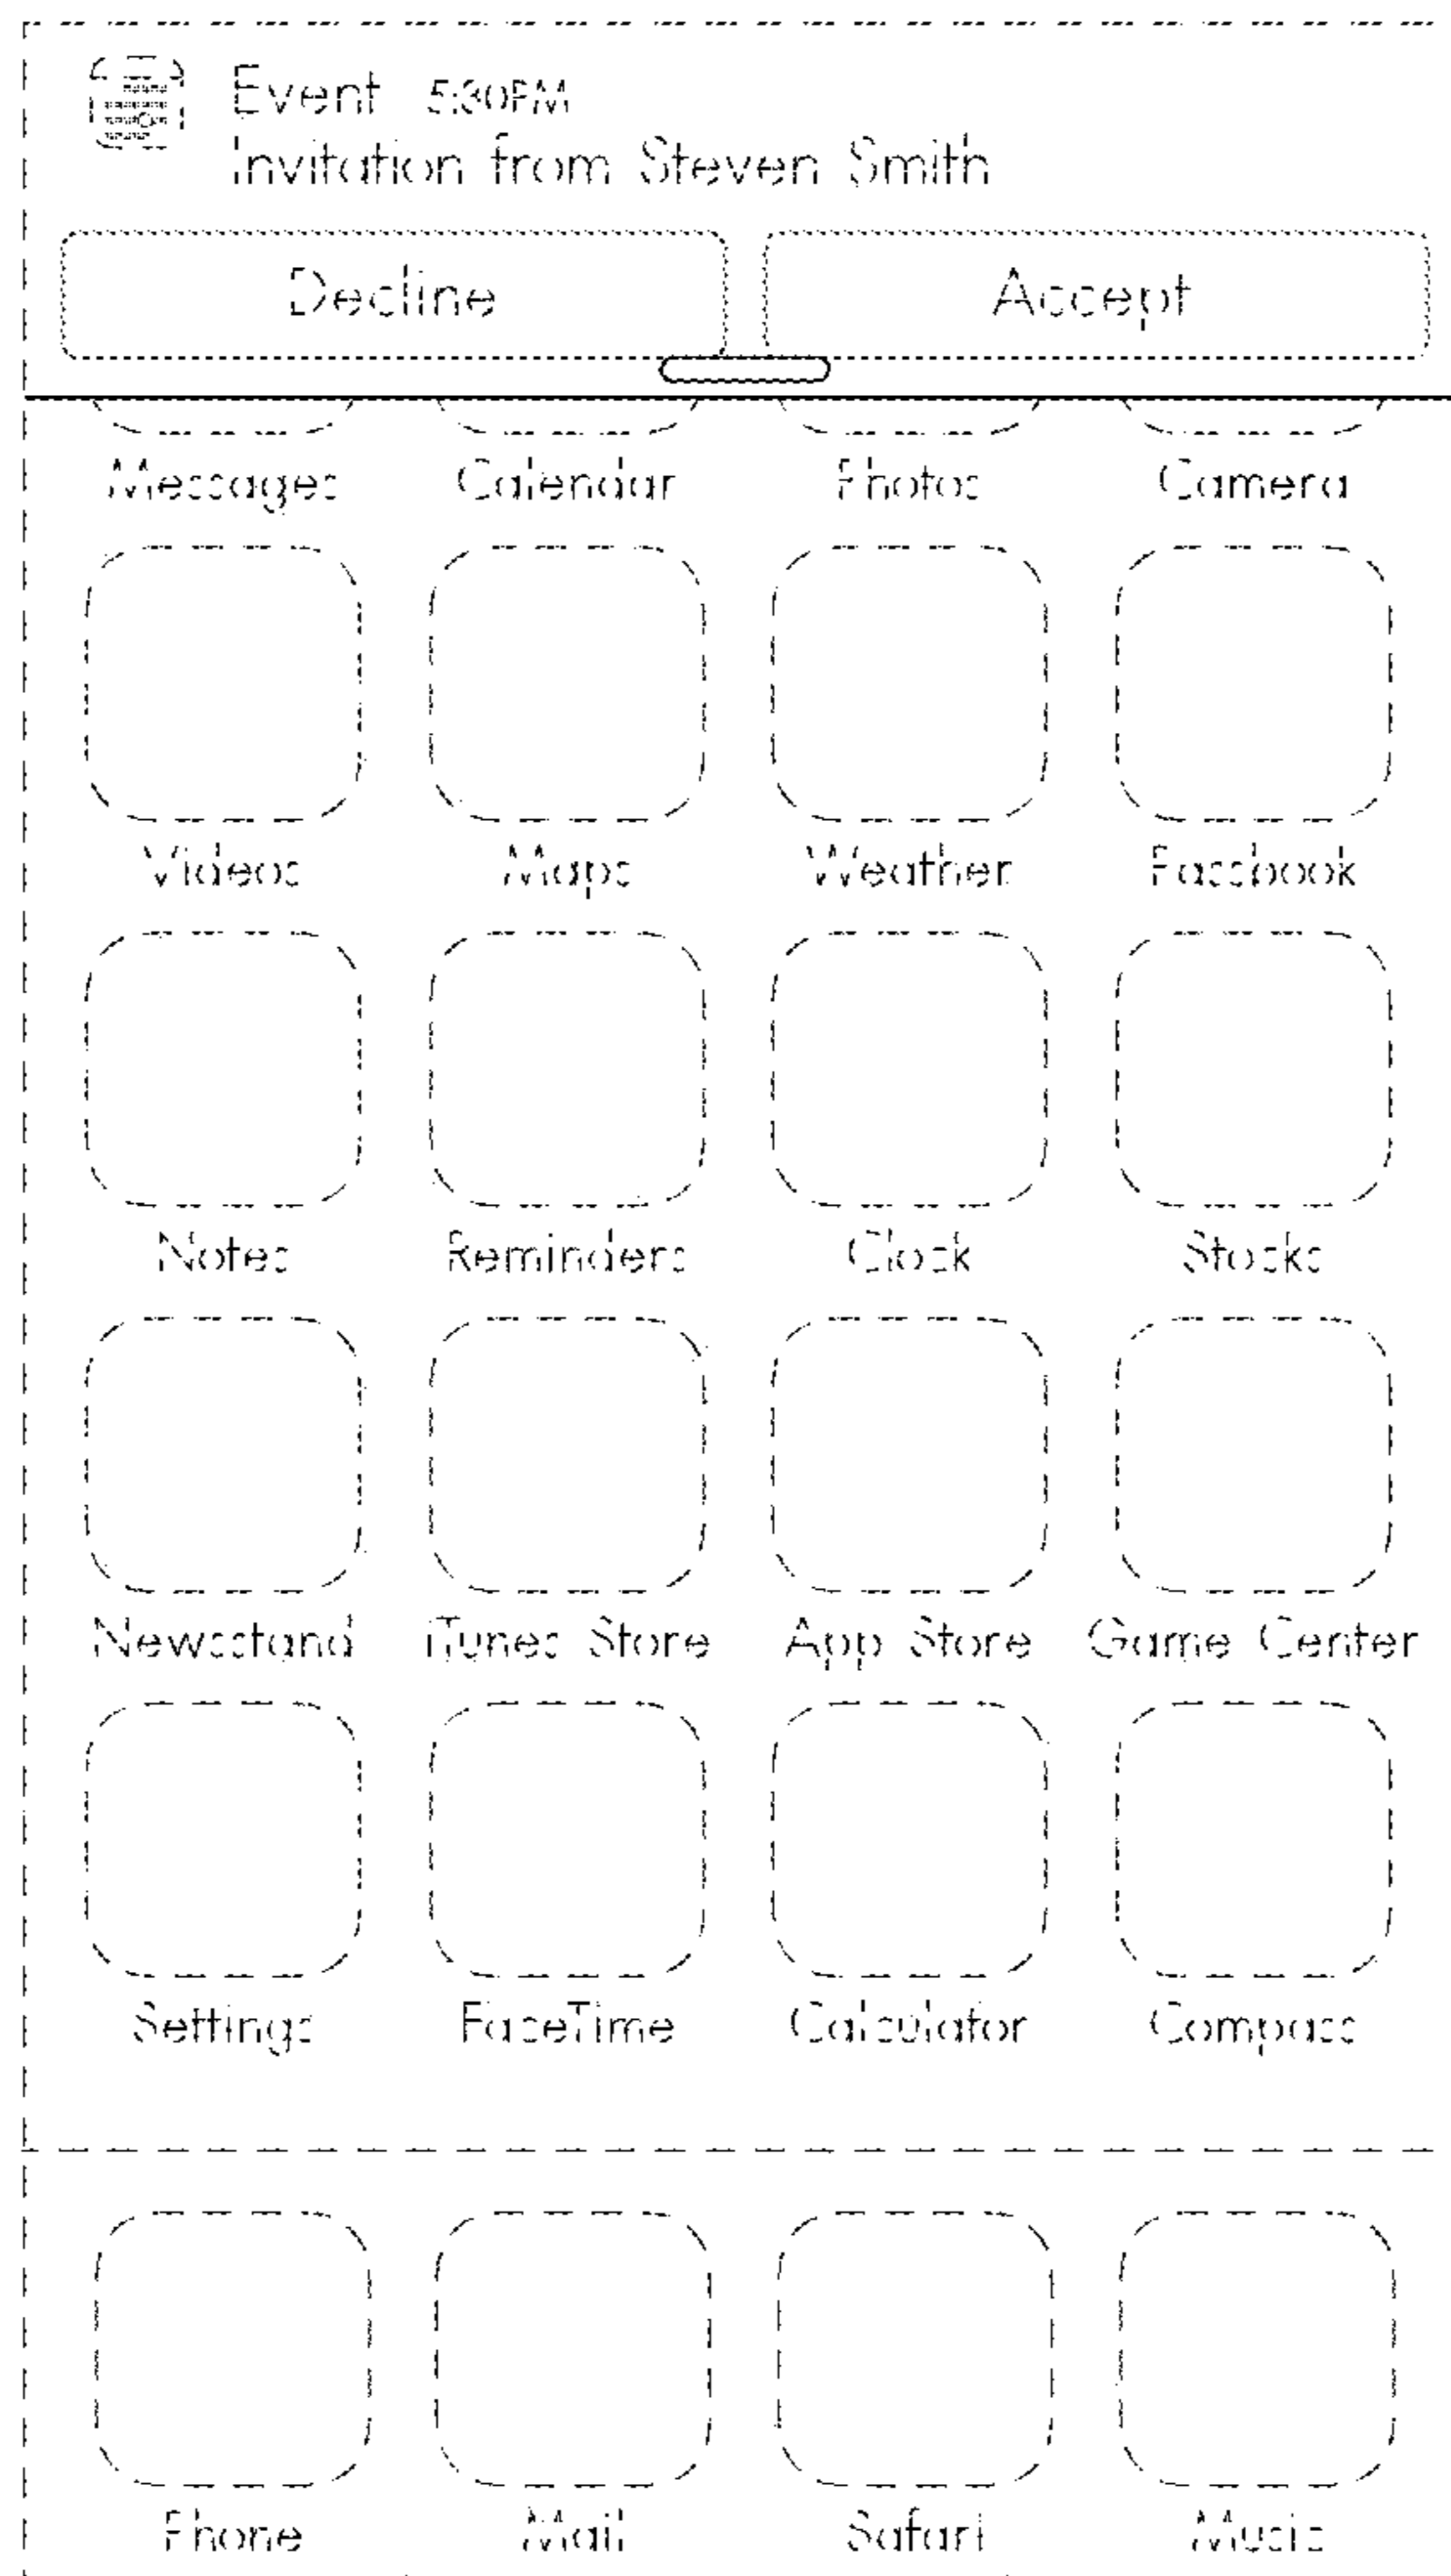 Event 5:30PM
Invitation from Steven Smith
Decline Accept
Messages Calendar Photos Camera
Videos Maps Weather Passbook
Notes Reminders Clock Stocks
Newsstand iTunes Store App Store Game Center
Settings FaceTime Calculator Compass
Phone Mail Safari Music